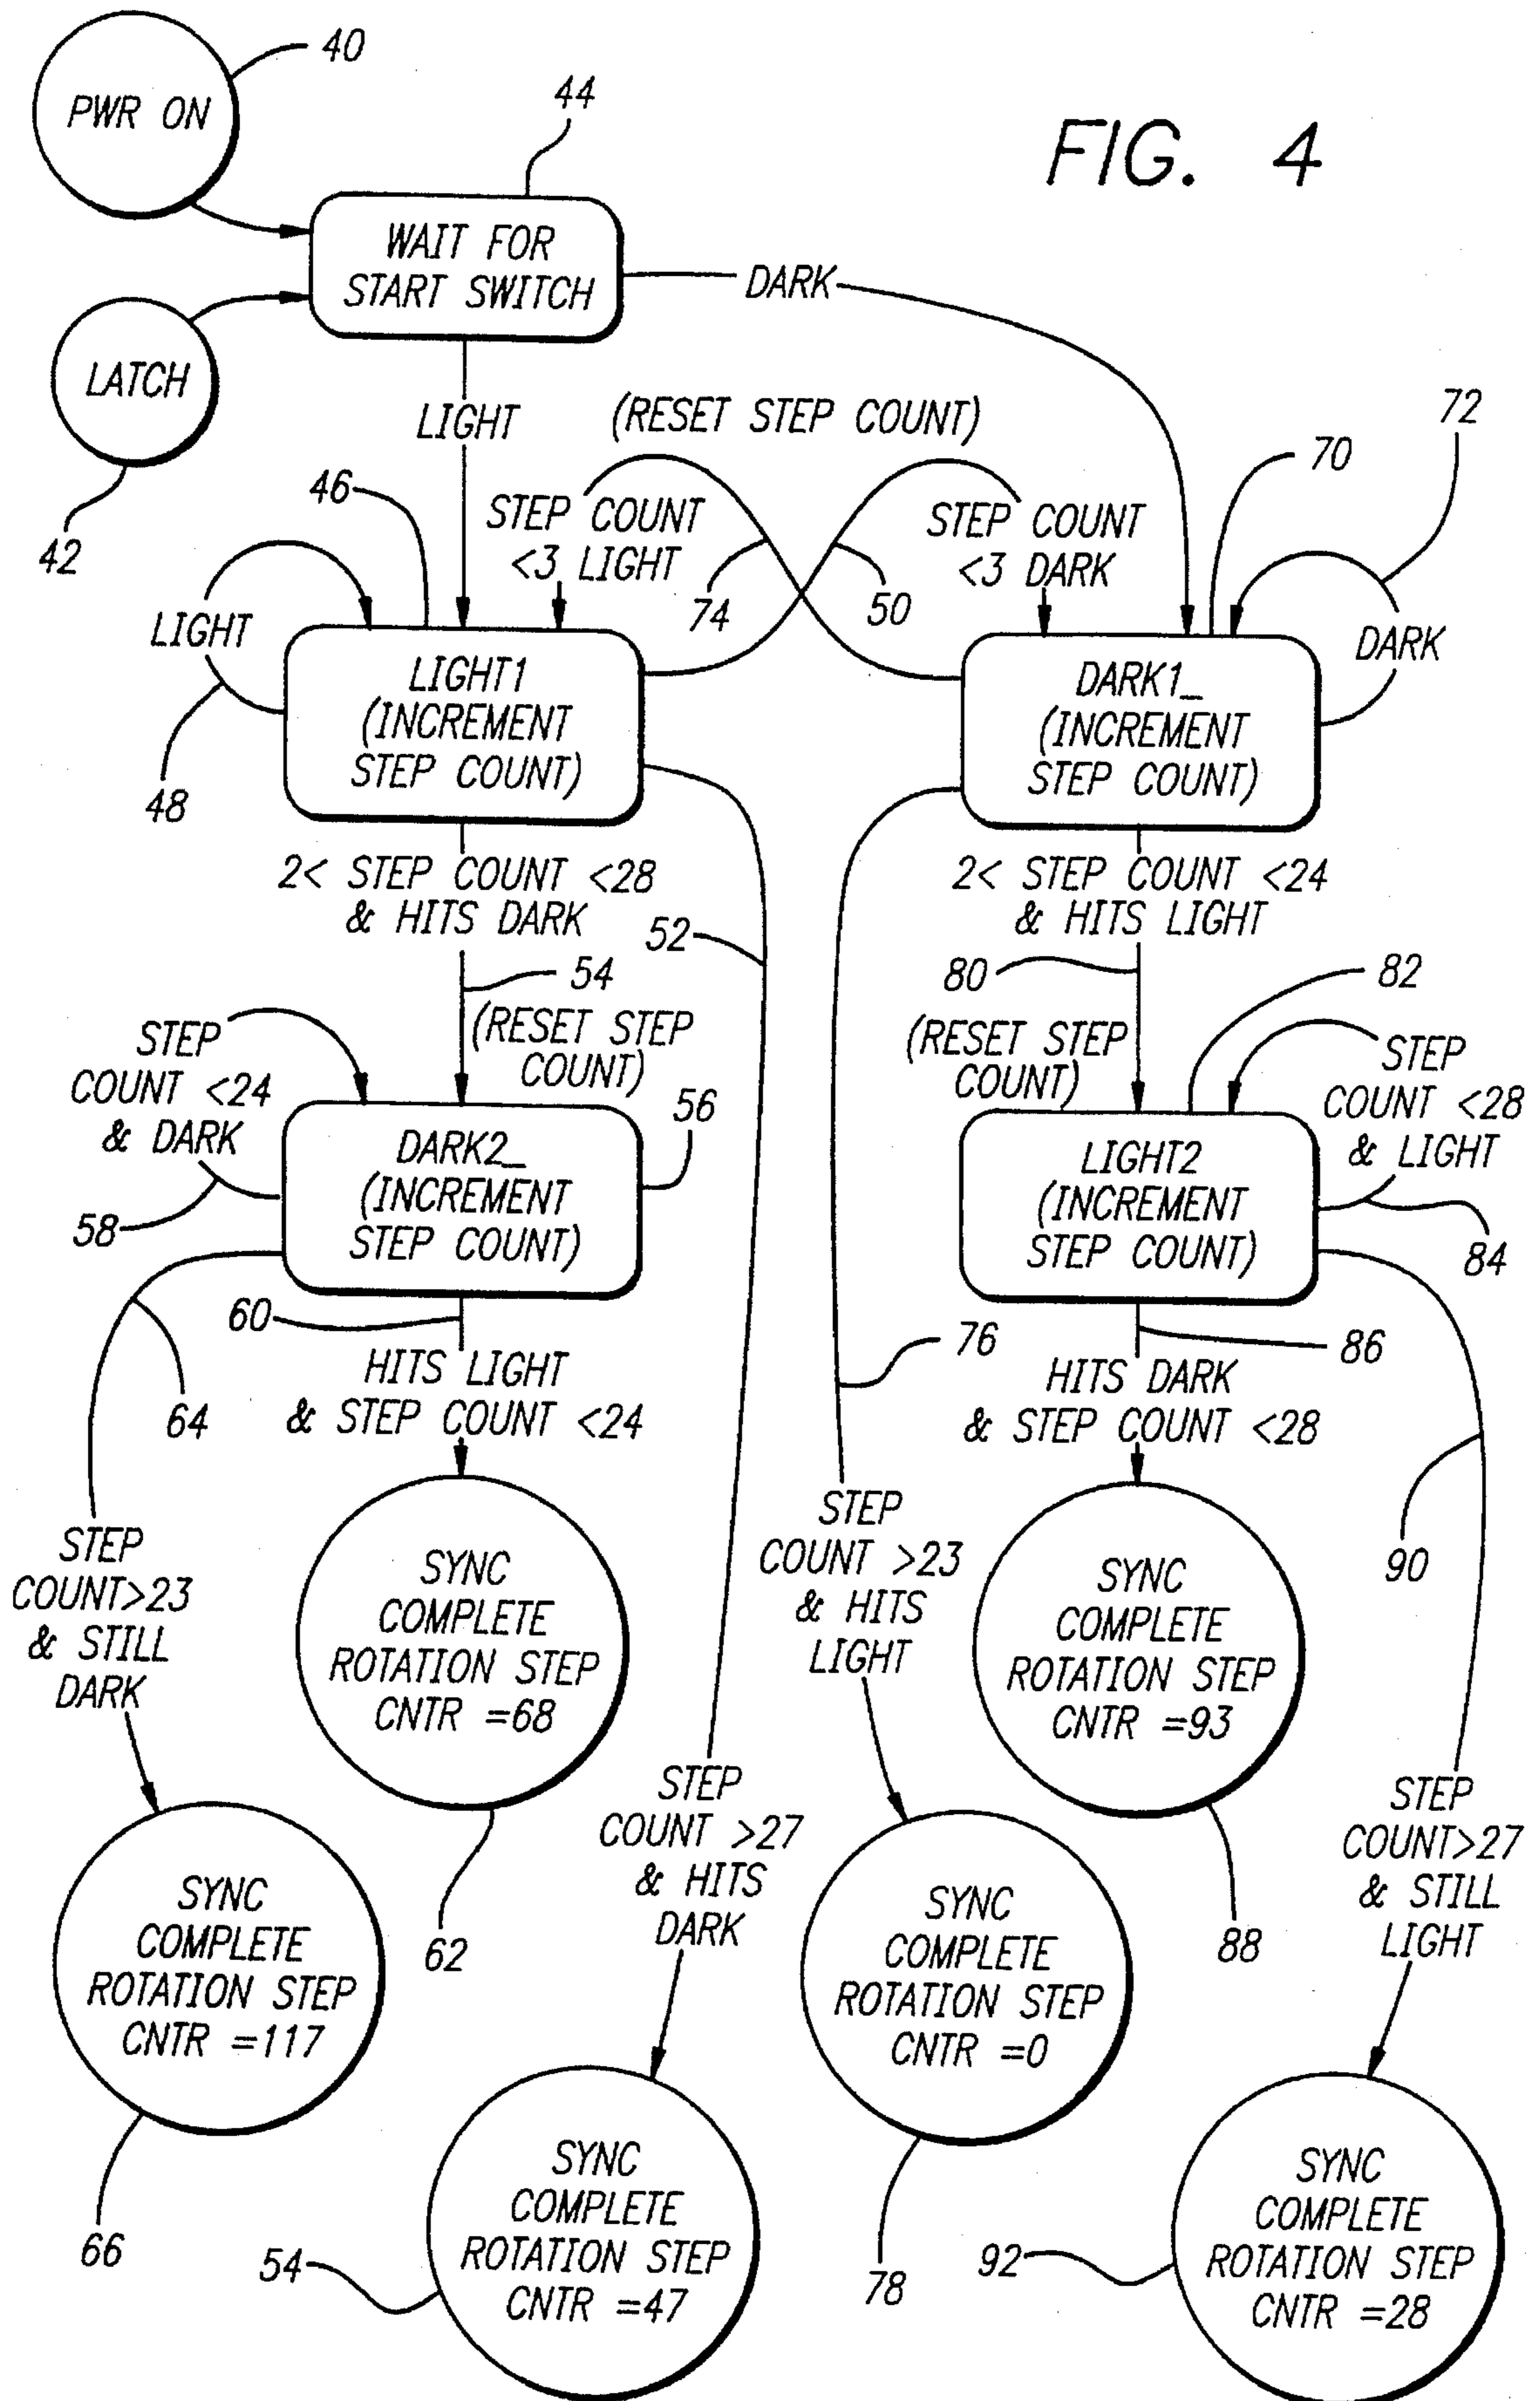 FIG. 4
PWR ON
40
44
WAIT FOR
START SWITCH
DARK
LATCH
42
LIGHT
(RESET STEP COUNT)
72
70
46
STEP COUNT
<3 LIGHT
STEP COUNT
<3 DARK
74
50
LIGHT
48
DARK
LIGHT1
(INCREMENT
STEP COUNT)
DARK1_
(INCREMENT
STEP COUNT)
2< STEP COUNT <28
& HITS DARK
52
2< STEP COUNT <24
& HITS LIGHT
54
80
82
(RESET STEP
COUNT)
(RESET STEP
COUNT)
STEP
COUNT <24
& DARK
58
56
STEP
COUNT <28
& LIGHT
84
DARK2_
(INCREMENT
STEP COUNT)
LIGHT2
(INCREMENT
STEP COUNT)
60
64
76
86
HITS LIGHT
& STEP COUNT <24
HITS DARK
& STEP COUNT <28
90
STEP
COUNT>23
& STILL
DARK
SYNC
COMPLETE
ROTATION STEP
CNTR =68
62
STEP
COUNT >23
& HITS
LIGHT
SYNC
COMPLETE
ROTATION STEP
CNTR =93
88
STEP
COUNT >27
& HITS
DARK
STEP
COUNT>27
& STILL
LIGHT
SYNC
COMPLETE
ROTATION STEP
CNTR =117
66
SYNC
COMPLETE
ROTATION STEP
CNTR =0
78
SYNC
COMPLETE
ROTATION STEP
CNTR =47
54
SYNC
COMPLETE
ROTATION STEP
CNTR =28
92